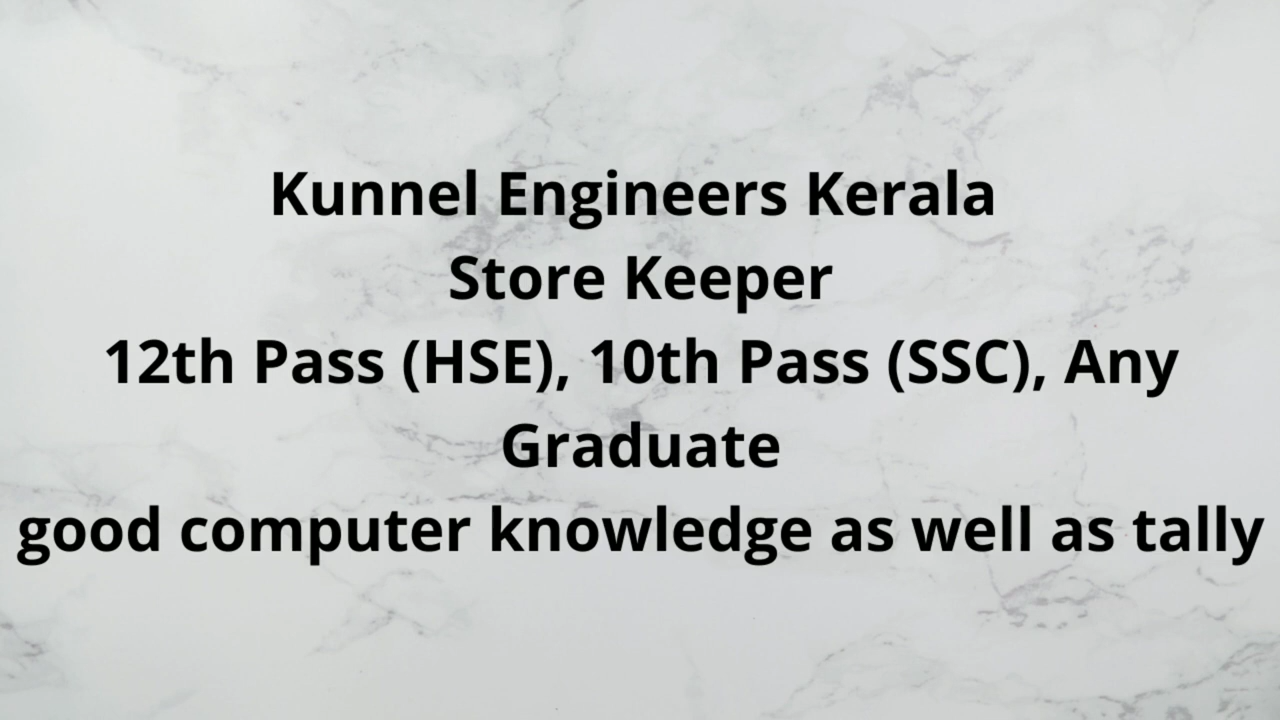 Kunnel Engineers Kerala
Store Keeper
12th Pass (HSE), 10th Pass (SSC), Any
Graduate
good computer knowledge as well as tally